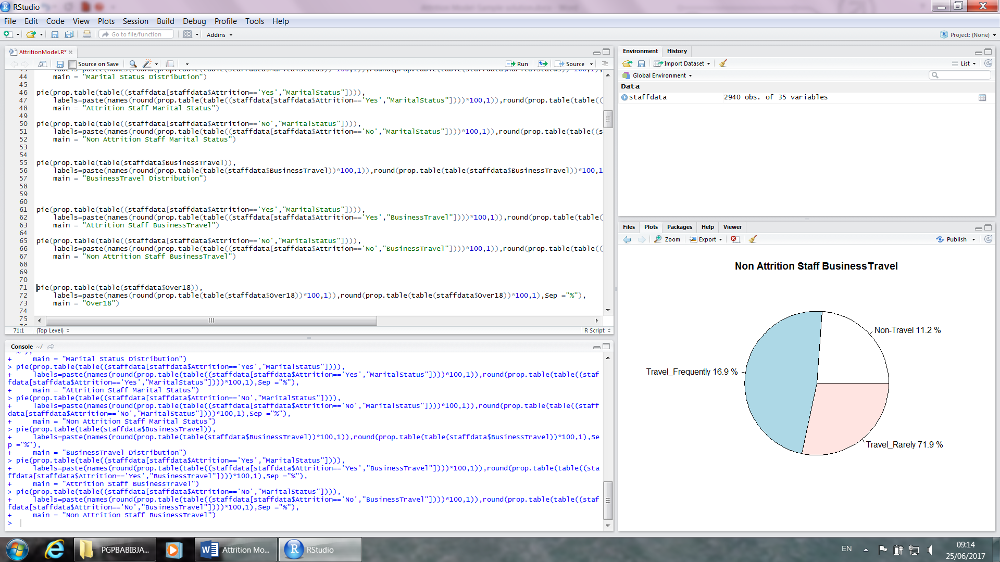 RStudio
File Edit Code View Plots Session Build Debug Profile Tools Help
Go to file/function Addins Project: (None)
AttritionModel.R*
Source on Save Run Source
44 main = "Marital Status Distribution")
45
46 pie(prop.table(table((staffdata[staffdata$Attrition=='Yes',"MaritalStatus"]))),
47 labels=paste(names(round(prop.table(table((staffdata[staffdata$Attrition=='Yes',"MaritalStatus"])))*100,1)),round(prop.table(table((
48 main = "Attrition Staff Marital Status")
49
50 pie(prop.table(table((staffdata[staffdata$Attrition=='No',"MaritalStatus"]))),
51 labels=paste(names(round(prop.table(table((staffdata[staffdata$Attrition=='No',"MaritalStatus"])))*100,1)),round(prop.table(table((s
52 main = "Non Attrition Staff Marital Status")
53
54
55 pie(prop.table(table(staffdata$BusinessTravel)),
56 labels=paste(names(round(prop.table(table(staffdata$BusinessTravel))*100,1)),round(prop.table(table(staffdata$BusinessTravel))*100,1
57 main = "BusinessTravel Distribution")
58
59
60
61 pie(prop.table(table((staffdata[staffdata$Attrition=='Yes',"MaritalStatus"]))),
62 labels=paste(names(round(prop.table(table((staffdata[staffdata$Attrition=='Yes',"BusinessTravel"])))*100,1)),round(prop.table(table(
63 main = "Attrition Staff BusinessTravel")
64
65 pie(prop.table(table((staffdata[staffdata$Attrition=='No',"MaritalStatus"]))),
66 labels=paste(names(round(prop.table(table((staffdata[staffdata$Attrition=='No',"BusinessTravel"])))*100,1)),round(prop.table(table((
67 main = "Non Attrition Staff BusinessTravel")
68
69
70
71 pie(prop.table(table(staffdata$Over18)),
72 labels=paste(names(round(prop.table(table(staffdata$Over18))*100,1)),round(prop.table(table(staffdata$Over18))*100,1),Sep ="%"),
73 main = "Over18")
74
75
71:1 (Top Level) R Script
Console ~/
%"),
+ main = "Marital Status Distribution")
> pie(prop.table(table((staffdata[staffdata$Attrition=='Yes',"MaritalStatus"]))),
+ labels=paste(names(round(prop.table(table((staffdata[staffdata$Attrition=='Yes',"MaritalStatus"])))*100,1)),round(prop.table(table((staf
fdata[staffdata$Attrition=='Yes',"MaritalStatus"])))*100,1),Sep ="%"),
+ main = "Attrition Staff Marital Status")
> pie(prop.table(table((staffdata[staffdata$Attrition=='No',"MaritalStatus"]))),
+ labels=paste(names(round(prop.table(table((staffdata[staffdata$Attrition=='No',"MaritalStatus"])))*100,1)),round(prop.table(table((staff
data[staffdata$Attrition=='No',"MaritalStatus"])))*100,1),Sep ="%"),
+ main = "Non Attrition Staff Marital Status")
> pie(prop.table(table(staffdata$BusinessTravel)),
+ labels=paste(names(round(prop.table(table(staffdata$BusinessTravel))*100,1)),round(prop.table(table(staffdata$BusinessTravel))*100,1),Se
p ="%"),
+ main = "BusinessTravel Distribution")
> pie(prop.table(table((staffdata[staffdata$Attrition=='Yes',"MaritalStatus"]))),
+ labels=paste(names(round(prop.table(table((staffdata[staffdata$Attrition=='Yes',"BusinessTravel"])))*100,1)),round(prop.table(table((sta
ffdata[staffdata$Attrition=='Yes',"BusinessTravel"])))*100,1),Sep ="%"),
+ main = "Attrition Staff BusinessTravel")
> pie(prop.table(table((staffdata[staffdata$Attrition=='No',"MaritalStatus"]))),
+ labels=paste(names(round(prop.table(table((staffdata[staffdata$Attrition=='No',"BusinessTravel"])))*100,1)),round(prop.table(table((staf
fdata[staffdata$Attrition=='No',"BusinessTravel"])))*100,1),Sep ="%"),
+ main = "Non Attrition Staff BusinessTravel")
>
Environment History
Import Dataset List
Global Environment
Data
staffdata 2940 obs. of 35 variables
Files Plots Packages Help Viewer
Zoom Export Publish
Non Attrition Staff BusinessTravel
Non-Travel 11.2 %
Travel_Frequently 16.9 %
Travel_Rarely 71.9 %
PGPBABIBJA... Attrition Mo... RStudio
EN
09:14
25/06/2017